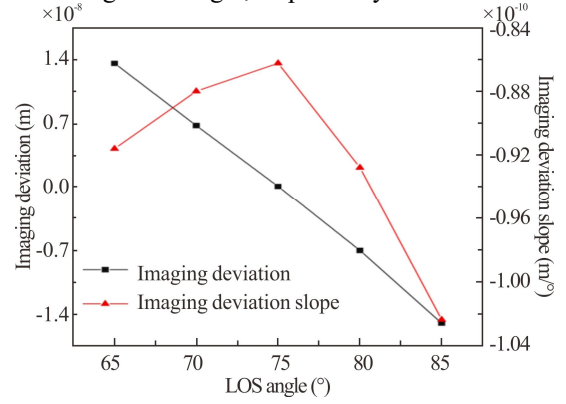 ×10⁻⁸
×10⁻¹⁰
1.4
0.7
0.0
-0.7
-1.4
Imaging deviation (m)
Imaging deviation
Imaging deviation slope
-0.84
-0.88
-0.92
-0.96
-1.00
-1.04
Imaging deviation slope (m/°)
65 70 75 80 85
LOS angle (°)